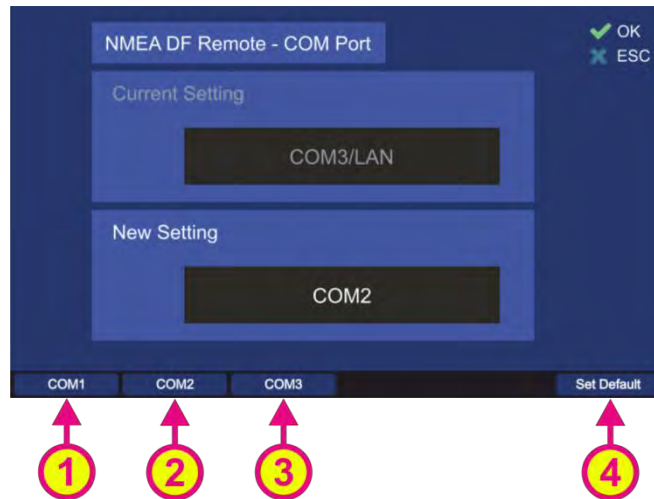 NMEA DF Remote - COM Port
OK
ESC
Current Setting
COM3/LAN
New Setting
COM2
COM1 COM2 COM3 Set Default
1 2 3 4